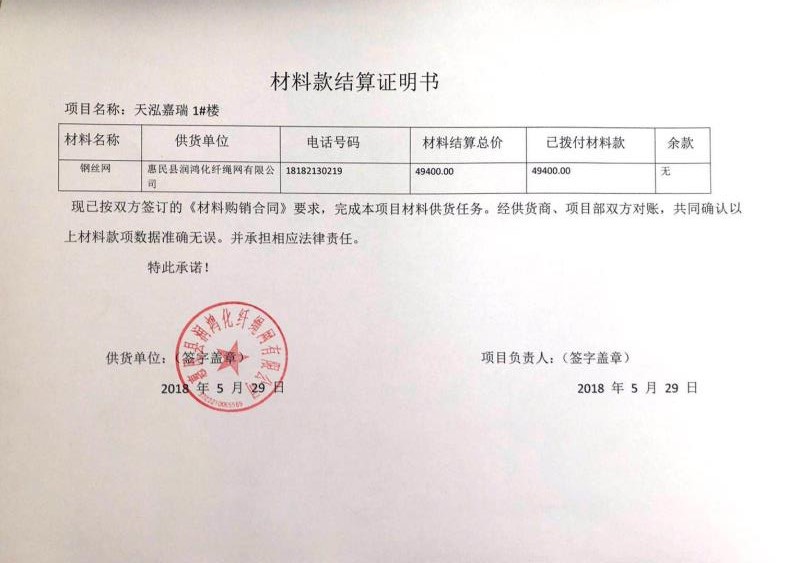 材料款结算证明书
项目名称：天泓嘉瑞 1#楼
材料名称 供货单位 电话号码 材料结算总价 已拨付材料款 余款
钢丝网 惠民县润鸿化纤绳网有限公 18182130219 49400.00 49400.00 无
司
现已按双方签订的《材料购销合同》要求，完成本项目材料供货任务。经供货商、项目部双方对账，共同确认以
上材料款项数据准确无误。并承担相应法律责任。
特此承诺！
惠民县润鸿化纤绳网有限公司
供货单位：（签字盖章） 项目负责人：（签字盖章）
2018 年 5 月 29 日 2018 年 5 月 29 日